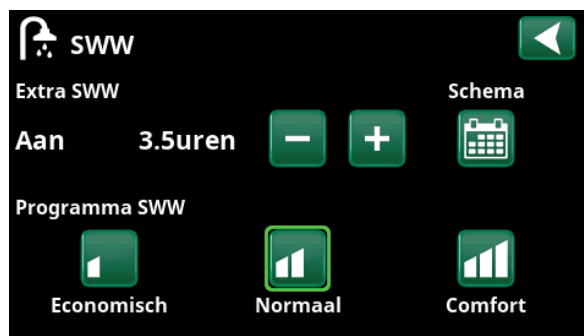 SWW
Extra SWW Schema
Aan 3.5uren
Programma SWW
Economisch Normaal Comfort